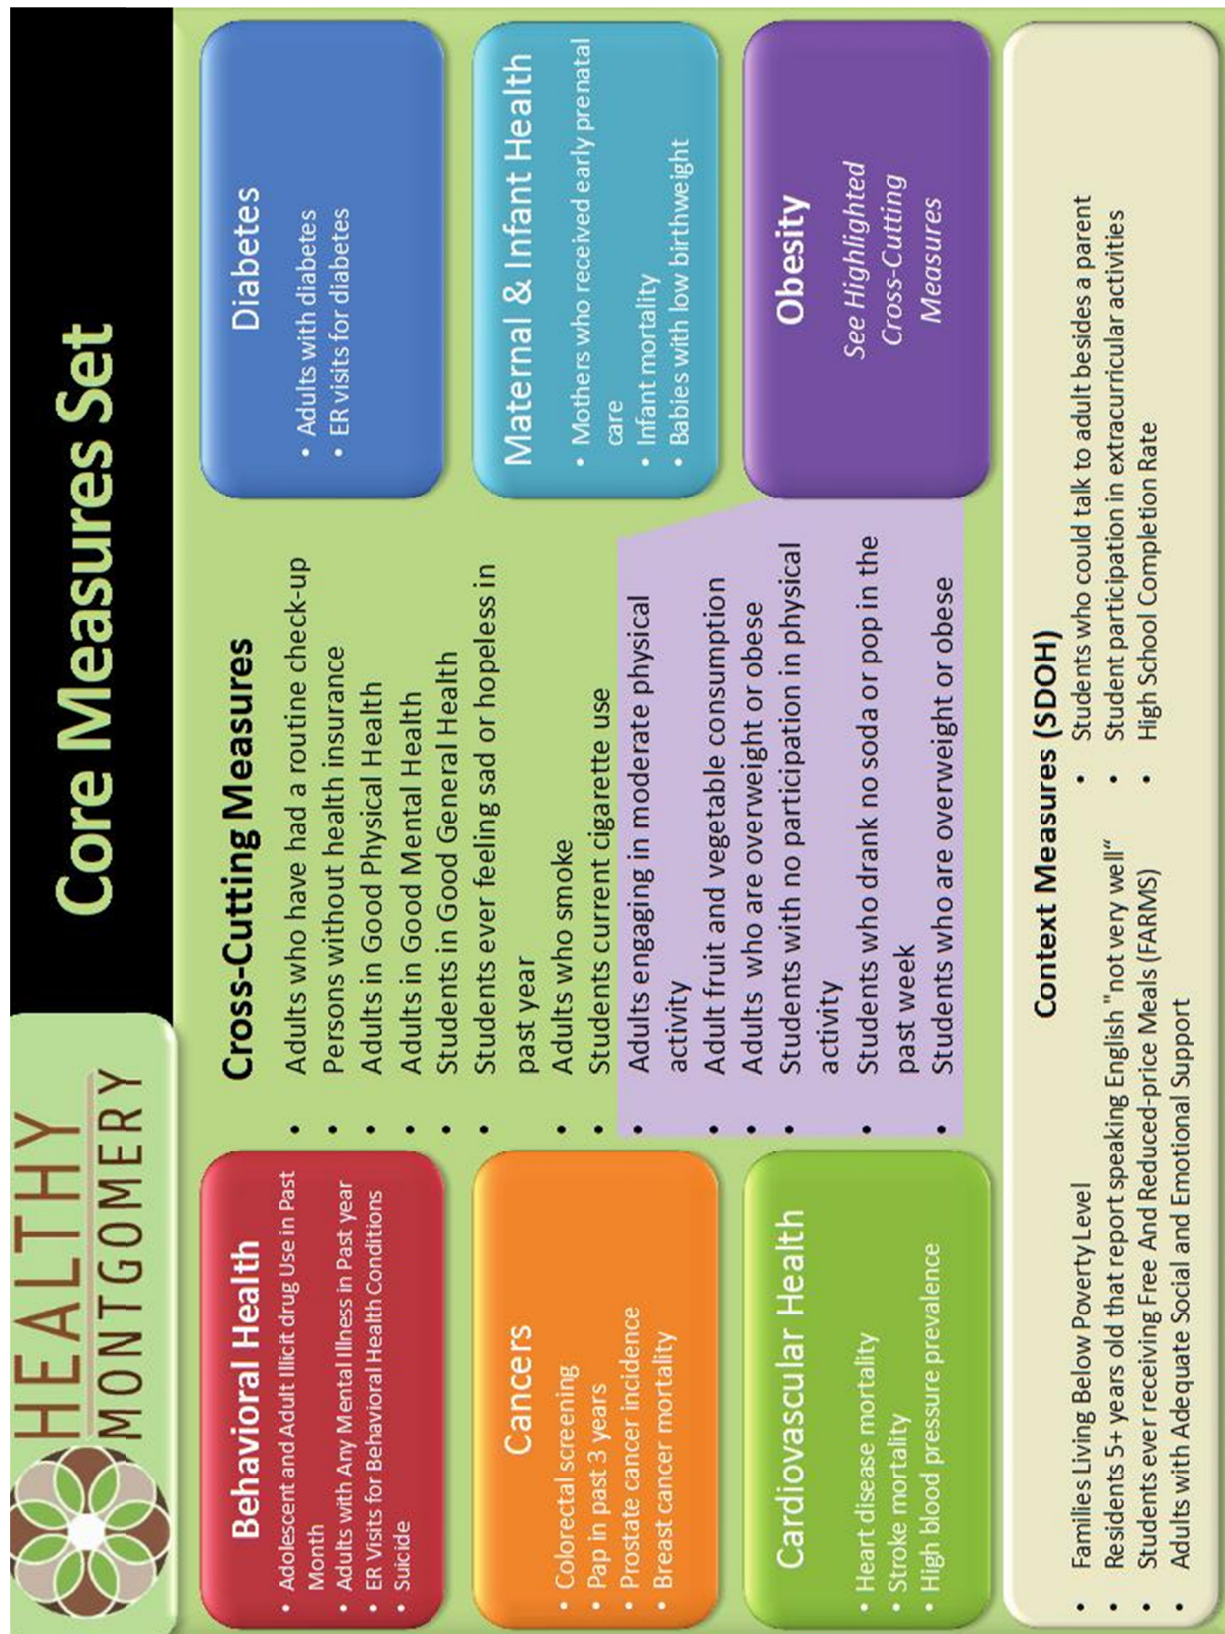 HEALTHY
MONTGOMERY
Core Measures Set
Behavioral Health
• Adolescent and Adult Illicit drug Use in Past
Month
• Adults with Any Mental Illness in Past year
• ER Visits for Behavioral Health Conditions
• Suicide
Cancers
• Colorectal screening
• Pap in past 3 years
• Prostate cancer incidence
• Breast cancer mortality
Cardiovascular Health
• Heart disease mortality
• Stroke mortality
• High blood pressure prevalence
Cross-Cutting Measures
• Adults who have had a routine check-up
• Persons without health insurance
• Adults in Good Physical Health
• Adults in Good Mental Health
• Students in Good General Health
• Students ever feeling sad or hopeless in
past year
• Adults who smoke
• Students current cigarette use
• Adults engaging in moderate physical
activity
• Adult fruit and vegetable consumption
• Adults who are overweight or obese
• Students with no participation in physical
activity
• Students who drank no soda or pop in the
past week
• Students who are overweight or obese
Diabetes
• Adults with diabetes
• ER visits for diabetes
Maternal & Infant Health
• Mothers who received early prenatal
care
• Infant mortality
• Babies with low birthweight
Obesity
See Highlighted
Cross-Cutting
Measures
Context Measures (SDOH)
• Families Living Below Poverty Level
• Residents 5+ years old that report speaking English "not very well“
• Students ever receiving Free And Reduced-price Meals (FARMS)
• Adults with Adequate Social and Emotional Support
• Students who could talk to adult besides a parent
• Student participation in extracurricular activities
• High School Completion Rate